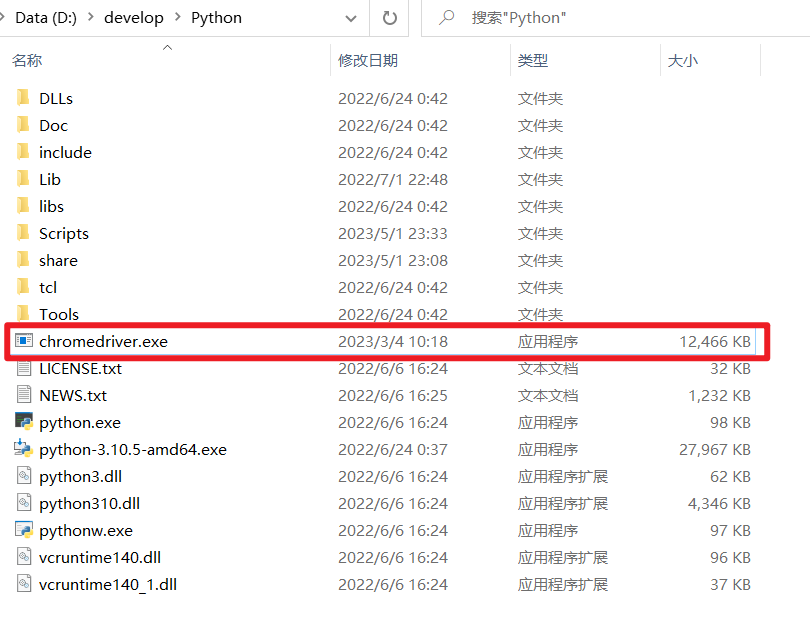 Data (D:) develop Python 搜索"Python"
名称 修改日期 类型 大小
DLLs 2022/6/24 0:42 文件夹
Doc 2022/6/24 0:42 文件夹
include 2022/6/24 0:42 文件夹
Lib 2022/7/1 22:48 文件夹
libs 2022/6/24 0:42 文件夹
Scripts 2023/5/1 23:33 文件夹
share 2023/5/1 23:08 文件夹
tcl 2022/6/24 0:42 文件夹
Tools 2022/6/24 0:42 文件夹
chromedriver.exe 2023/3/4 10:18 应用程序 12,466 KB
LICENSE.txt 2022/6/6 16:24 文本文档 32 KB
NEWS.txt 2022/6/6 16:25 文本文档 1,232 KB
python.exe 2022/6/6 16:24 应用程序 98 KB
python-3.10.5-amd64.exe 2022/6/24 0:37 应用程序 27,967 KB
python3.dll 2022/6/6 16:24 应用程序扩展 62 KB
python310.dll 2022/6/6 16:24 应用程序扩展 4,346 KB
pythonw.exe 2022/6/6 16:24 应用程序 97 KB
vcruntime140.dll 2022/6/6 16:24 应用程序扩展 96 KB
vcruntime140_1.dll 2022/6/6 16:24 应用程序扩展 37 KB